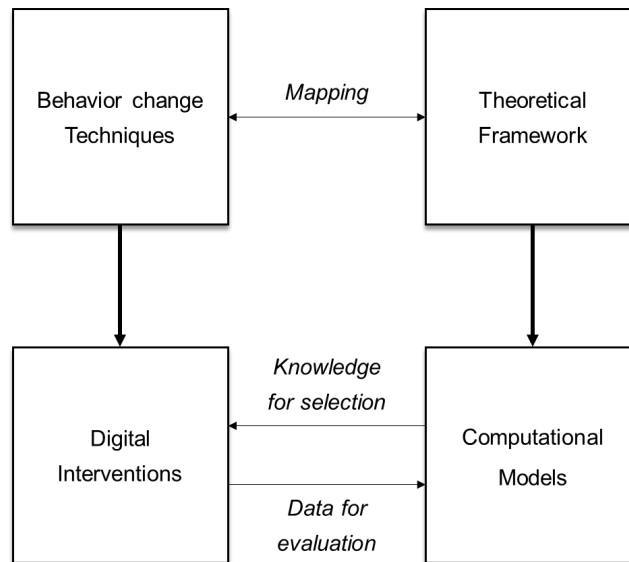 Behavior change
Techniques
Mapping
Theoretical
Framework
Knowledge
for selection
Digital
Interventions
Computational
Models
Data for
evaluation